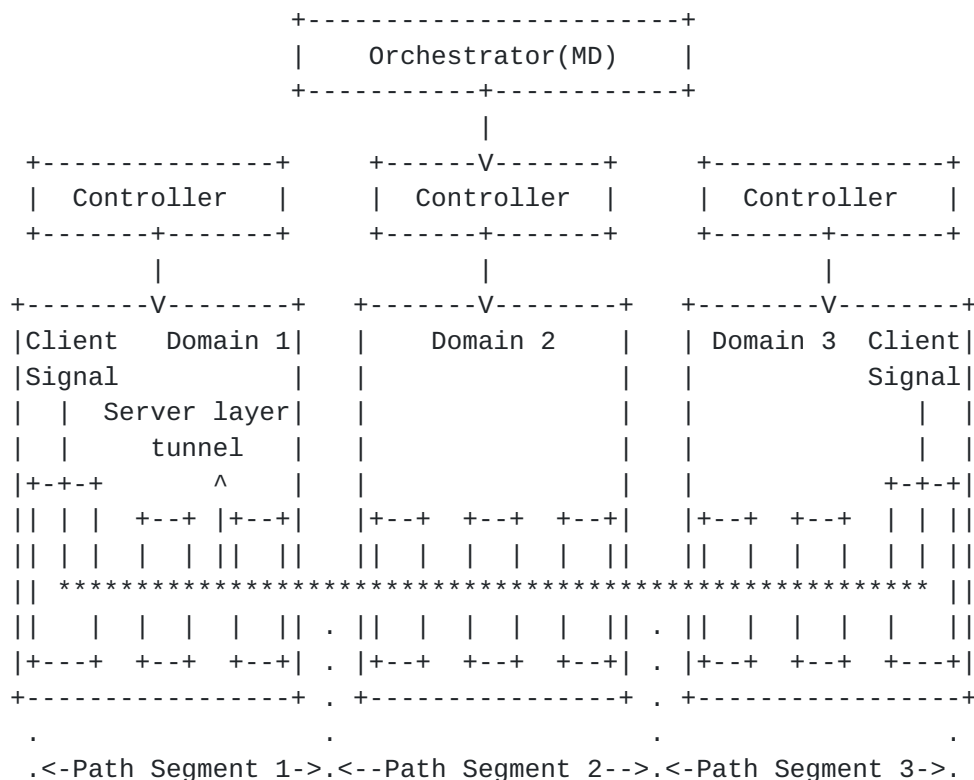 +-------------------------+
                  |    Orchestrator(MD)     |
                  +-----------+-------------+
                              |
 +---------------+     +------V-------+     +---------------+
 |  Controller   |     |  Controller  |     |  Controller   |
 +-------+-------+     +------+-------+     +-------+-------+
         |                    |                     |
+--------V--------+   +-------V--------+   +--------V--------+
|Client   Domain 1|   |    Domain 2    |   | Domain 3  Client|
|Signal           |   |                |   |           Signal|
|  |  Server layer|   |                |   |              |  |
|  |     tunnel   |   |                |   |              |  |
|+-+-+       ^    |   |                |   |            +-+-+|
|| | |  +--+ |+--+|   |+--+  +--+  +--+|   |+--+  +--+  | | ||
|| | |  |  | ||  ||   ||  |  |  |  |  ||   ||  |  |  |  | | ||
|| ******************************************************** ||
||   |  |  |  |  || . ||  |  |  |  |  || . ||  |  |  |  |   ||
|+---+  +--+  +--+| . |+--+  +--+  +--+| . |+--+  +--+  +---+|
+-----------------+ . +----------------+ . +-----------------+
 .                  .                    .                  .
 .<-Path Segment 1->.<--Path Segment 2-->.<-Path Segment 3->.